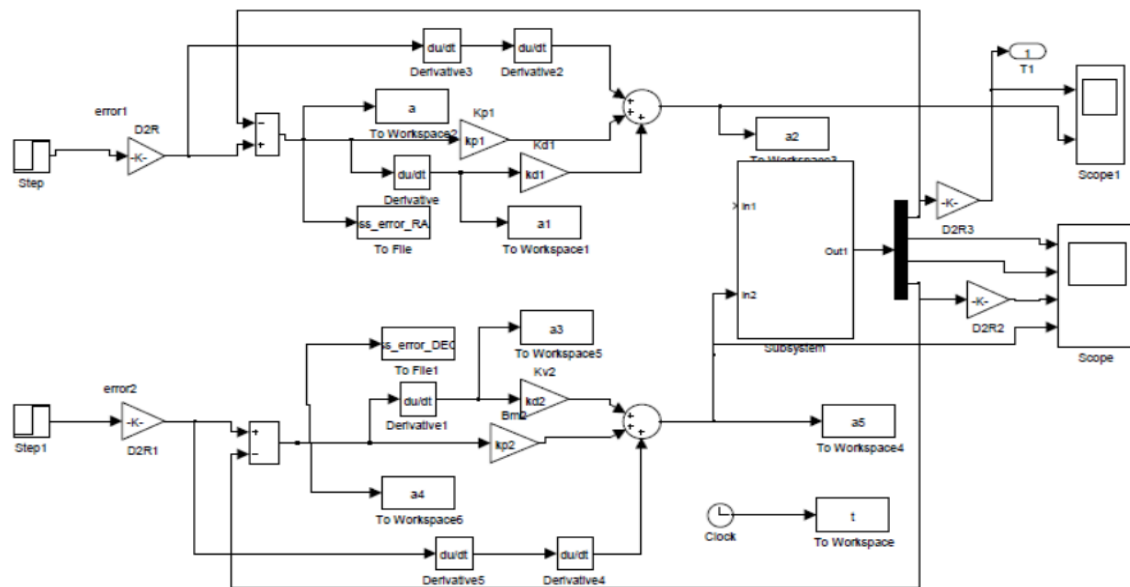 du/dt
Derivative3
du/dt
Derivative2
1
T1
error1
D2R
-K-
Step
a
To Workspace2
Kp1
kp1
Kd1
kd1
du/dt
Derivative
a2
To Workspace3
Scope1
ss_error_RA
To File
a1
To Workspace1
In1
Out1
In2
Subsystem
-K-
D2R3
-K-
D2R2
Scope
ss_error_DEC
To File1
a3
To Workspace5
error2
-K-
D2R1
Step1
du/dt
Derivative1
Kv2
kd2
Bm2
kp2
a5
To Workspace4
a4
To Workspace6
Clock
t
To Workspace
du/dt
Derivative5
du/dt
Derivative4